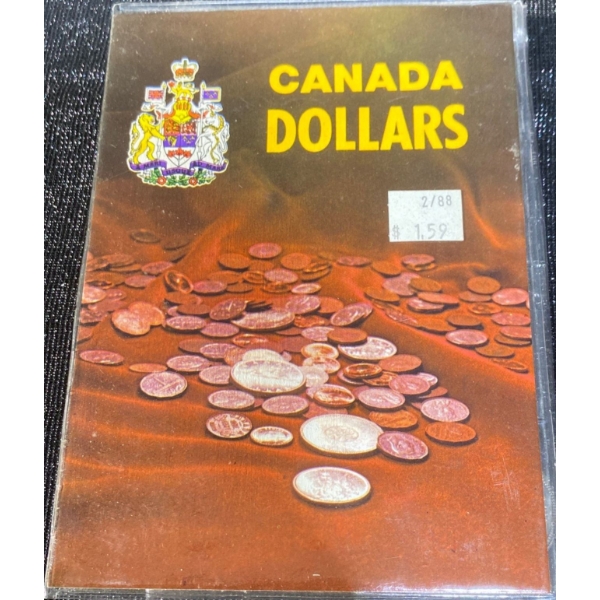 CANADA
DOLLARS
2/88
$ 1.59